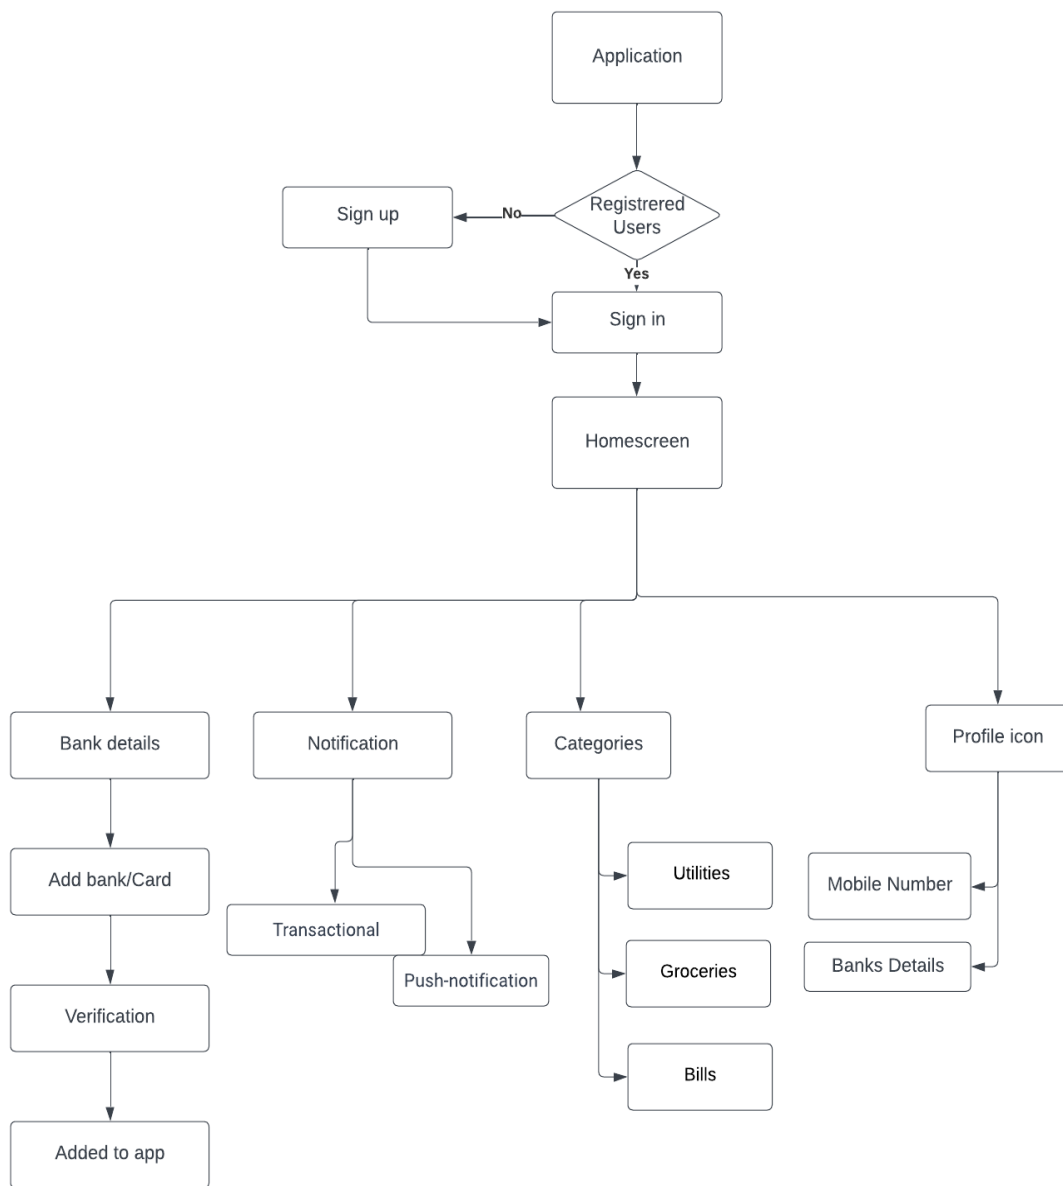 Application
Registrered
Users
No
Sign up
Yes
Sign in
Homescreen
Bank details
Notification
Categories
Profile icon
Add bank/Card
Utilities
Mobile Number
Transactional
Groceries
Banks Details
Push-notification
Verification
Bills
Added to app